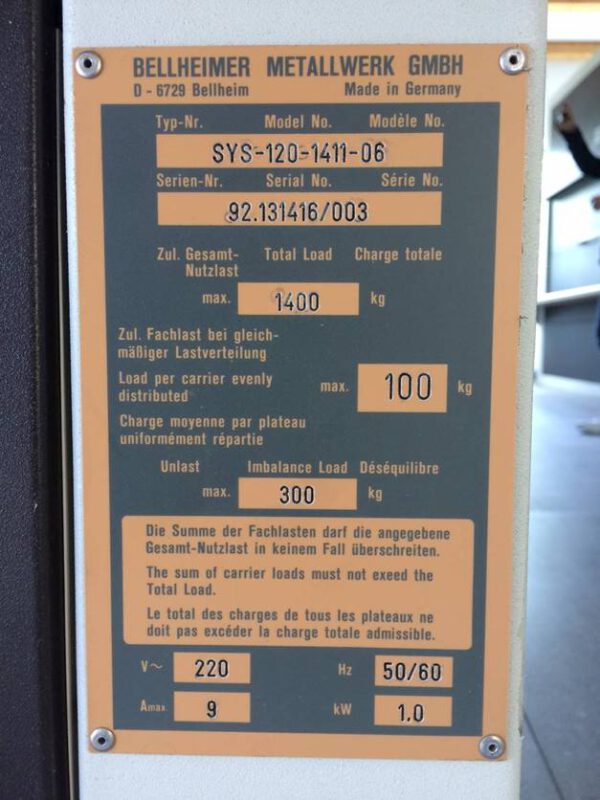 BELLHEIMER METALLWERK GMBH
D - 6729 Bellheim Made in Germany
Typ-Nr. Model No. Modèle No.
SYS-120-1411-06
Serien-Nr. Serial No. Série No.
92.131416/003
Zul. Gesamt- Total Load Charge totale
Nutzlast
max. 1400 kg
Zul. Fachlast bei gleich-
mäßiger Lastverteilung
Load per carrier evenly
distributed
max. 100 kg
Charge moyenne par plateau
uniformément répartie
Unlast Imbalance Load Déséquilibre
max. 300 kg
Die Summe der Fachlasten darf die angegebene
Gesamt-Nutzlast in keinem Fall überschreiten.
The sum of carrier loads must not exeed the
Total Load.
Le total des charges de tous les plateaux ne
doit pas excéder la charge totale admissible.
V~ 220 Hz 50/60
Amax. 9 kW 1.0